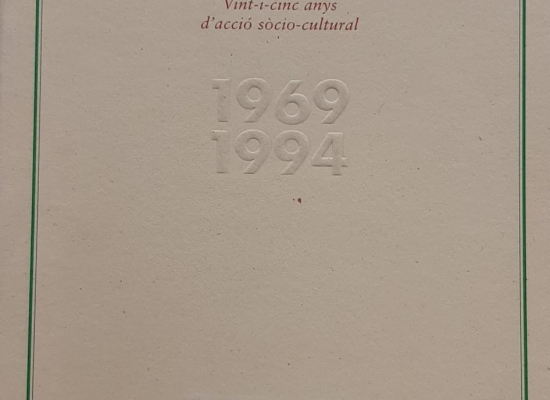 Vint-i-cinc anys
d'acció sòcio-cultural
1969
1994